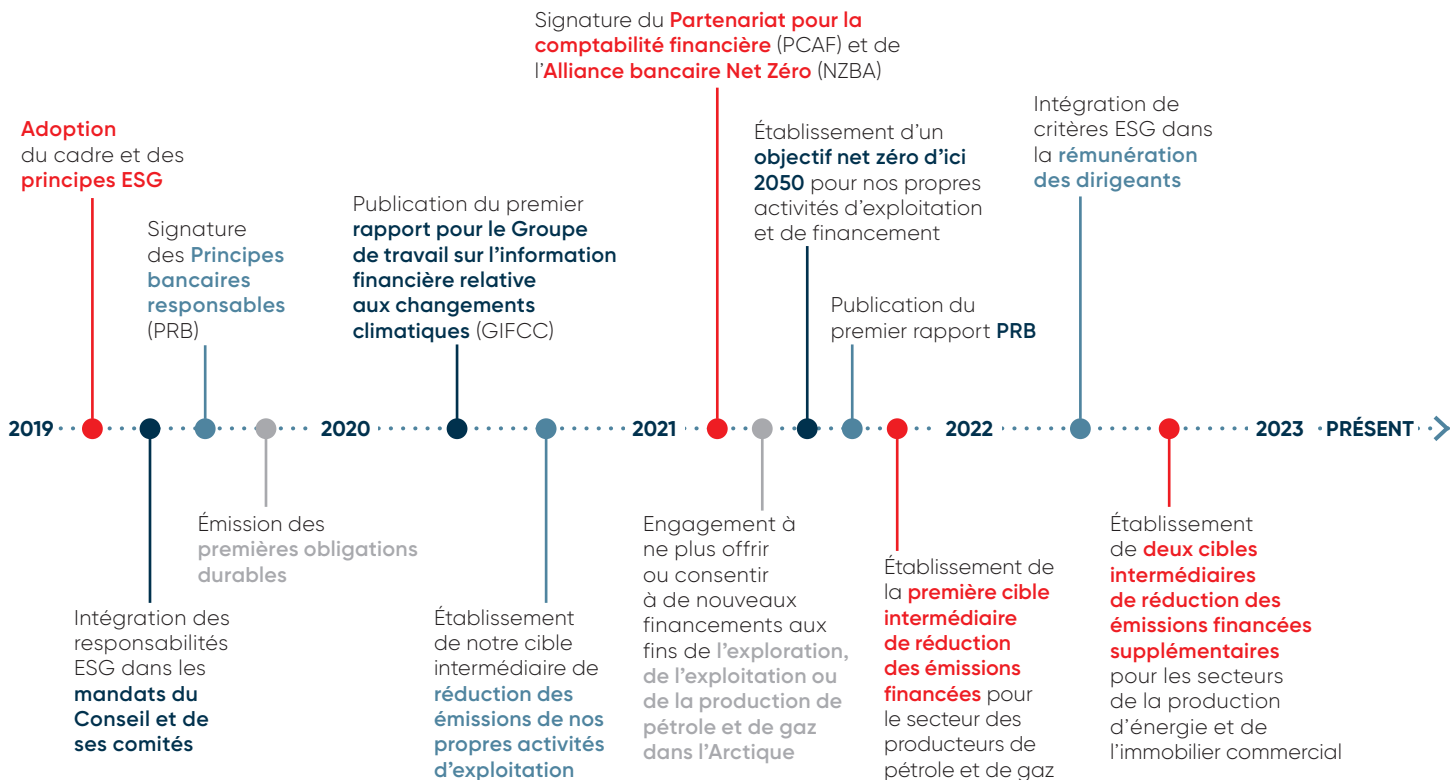 Signature du Partenariat pour la
comptabilité financière (PCAF) et de
l’Alliance bancaire Net Zéro (NZBA)
Adoption
du cadre et des
principes ESG
Signature
des Principes
bancaires
responsables
(PRB)
Publication du premier
rapport pour le Groupe
de travail sur l’information
financière relative
aux changements
climatiques (GIFCC)
Établissement d’un
objectif net zéro d’ici
2050 pour nos propres
activités d’exploitation
et de financement
Publication du
premier rapport PRB
Intégration de
critères ESG dans
la rémunération
des dirigeants
2019 2020 2021 2022 2023 PRÉSENT
Intégration des
responsabilités
ESG dans les
mandats du
Conseil et de
ses comités
Émission des
premières obligations
durables
Établissement
de notre cible
intermédiaire de
réduction des
émissions de nos
propres activités
d’exploitation
Engagement à
ne plus offrir
ou consentir
à de nouveaux
financements aux
fins de l’exploration,
de l’exploitation ou
de la production de
pétrole et de gaz
dans l’Arctique
Établissement de
la première cible
intermédiaire
de réduction
des émissions
financées pour
le secteur des
producteurs de
pétrole et de gaz
Établissement
de deux cibles
intermédiaires
de réduction des
émissions financées
supplémentaires
pour les secteurs
de la production
d’énergie et de
l’immobilier commercial